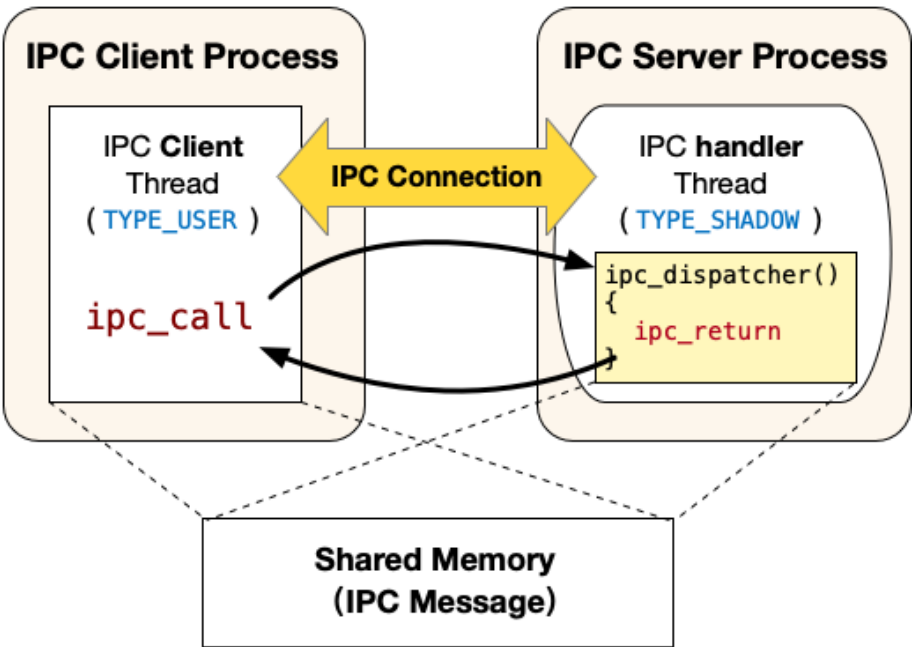 IPC Client Process
IPC Client
Thread
( TYPE_USER )
ipc_call
IPC Connection
IPC Server Process
IPC handler
Thread
( TYPE_SHADOW )
ipc_dispatcher()
{
ipc_return
}
Shared Memory
（IPC Message）